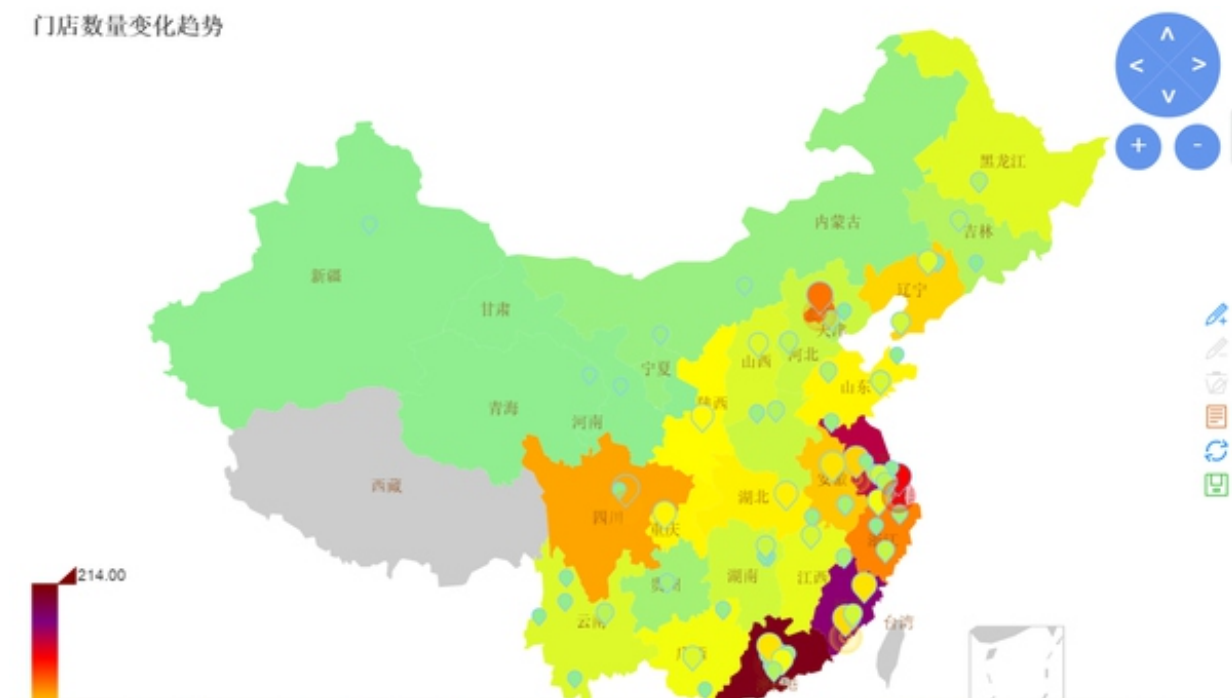 门店数量变化趋势
黑龙江
内蒙古
吉林
新疆
辽宁
甘肃
天津
山西
河北
宁夏
山东
青海
陕西
河南
西藏
安徽
湖北
四川
重庆
浙江
湖南
江西
214.00
贵州
云南
台湾
广西
+
-